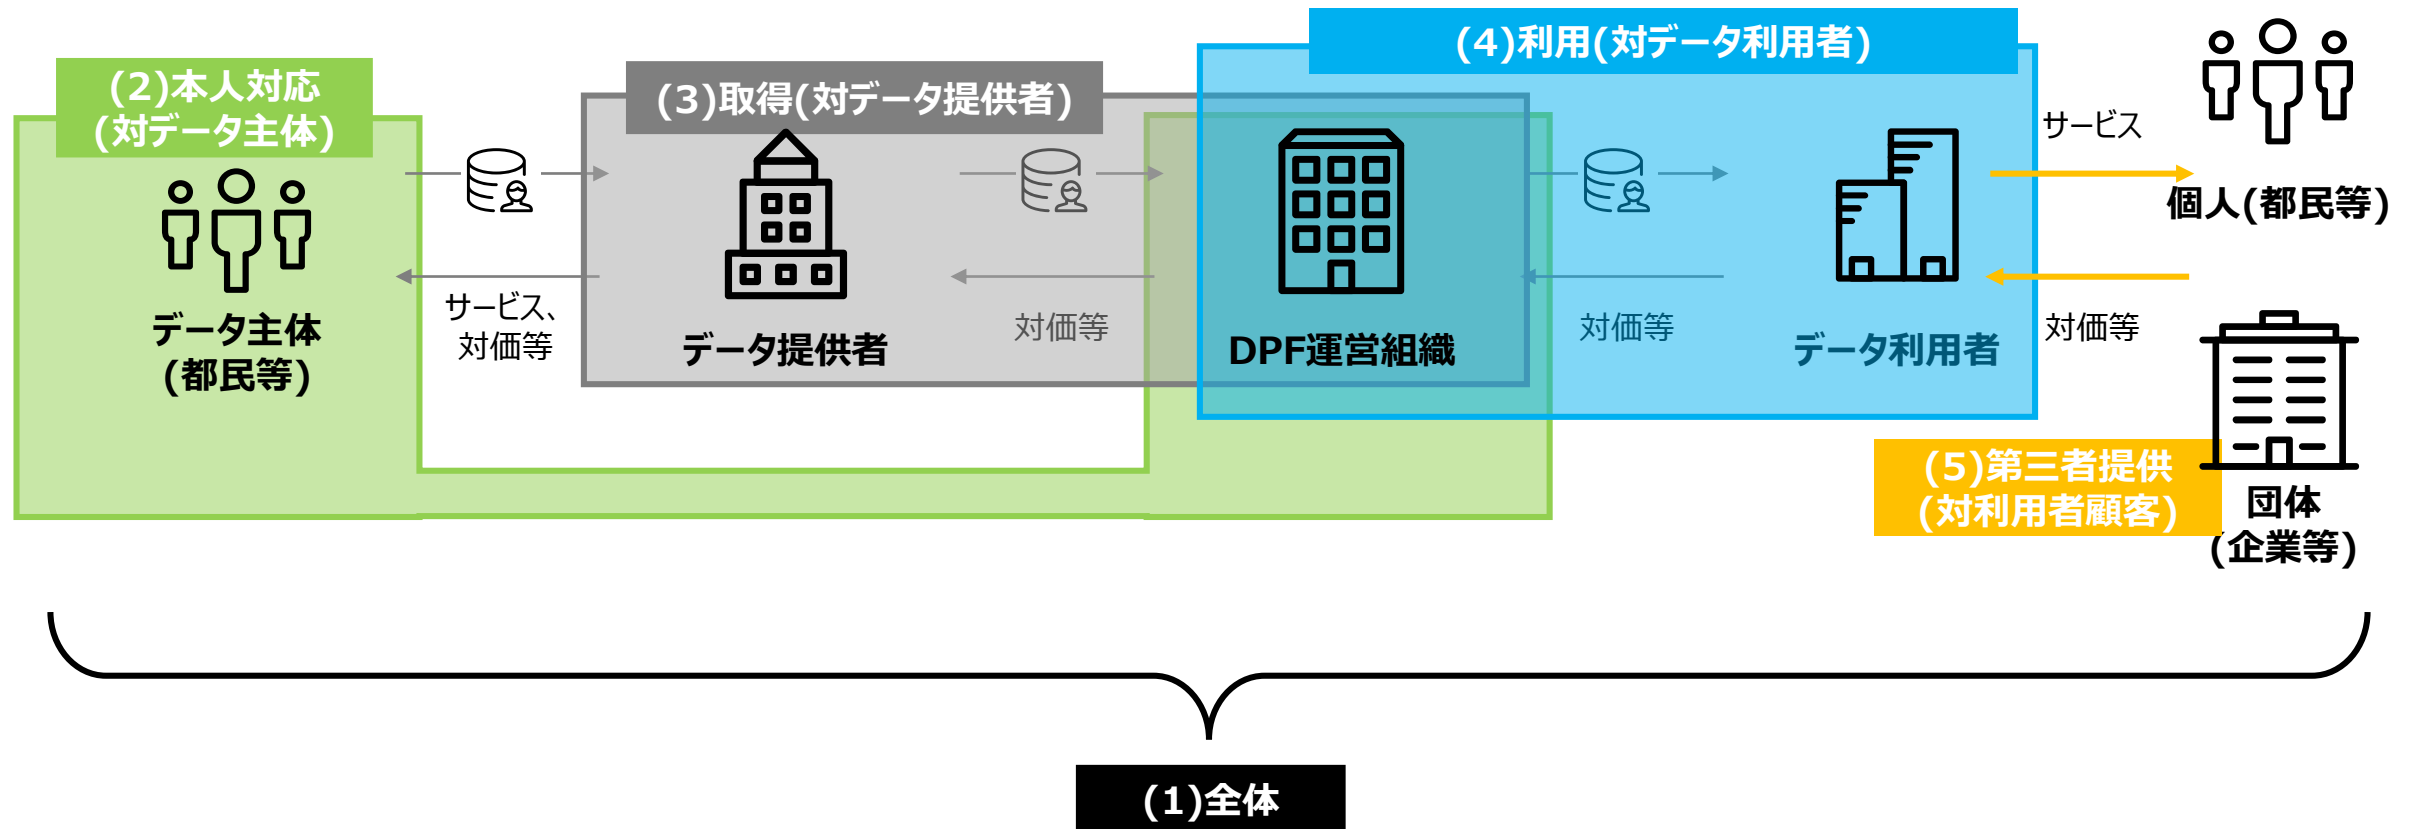 (2)本人対応
(対データ主体)
データ主体
(都民等)
サービス、
対価等
(3)取得(対データ提供者)
データ提供者
対価等
(4)利用(対データ利用者)
DPF運営組織
対価等
データ利用者
サービス
対価等
個人(都民等)
(5)第三者提供
(対利用者顧客)
団体
(企業等)
(1)全体